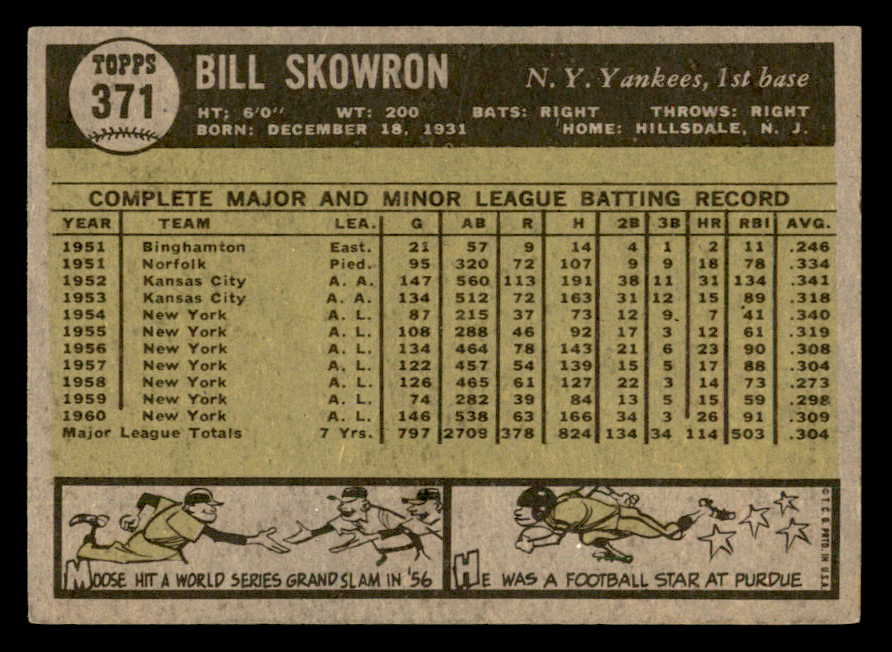 TOPPS
371
BILL SKOWRON N. Y. Yankees, 1st base
HT; 6'0" WT: 200 BATS: RIGHT THROWS: RIGHT
BORN: DECEMBER 18, 1931 HOME: HILLSDALE, N. J.
COMPLETE MAJOR AND MINOR LEAGUE BATTING RECORD
YEAR TEAM LEA. G AB R H 2B 3B HR RBI AVG.
1951 Binghamton East. 21 57 9 14 4 1 2 11 .246
1951 Norfolk Pied. 95 320 72 107 9 9 18 78 .334
1952 Kansas City A. A. 147 560 113 191 38 11 31 134 .341
1953 Kansas City A. A. 134 512 72 163 31 12 15 89 .318
1954 New York A. L. 87 215 37 73 12 9 7 41 .340
1955 New York A. L. 108 288 46 92 17 3 12 61 .319
1956 New York A. L. 134 464 78 143 21 6 23 90 .308
1957 New York A. L. 122 457 54 139 15 5 17 88 .304
1958 New York A. L. 126 465 61 127 22 3 14 73 .273
1959 New York A. L. 74 282 39 84 13 5 15 59 .298
1960 New York A. L. 146 538 63 166 34 3 26 91 .309
Major League Totals 7 Yrs. 797 2709 378 824 134 34 114 503 .304
MOOSE HIT A WORLD SERIES GRAND SLAM IN '56
HE WAS A FOOTBALL STAR AT PURDUE
© T. C. G. PRTD. IN U.S.A.